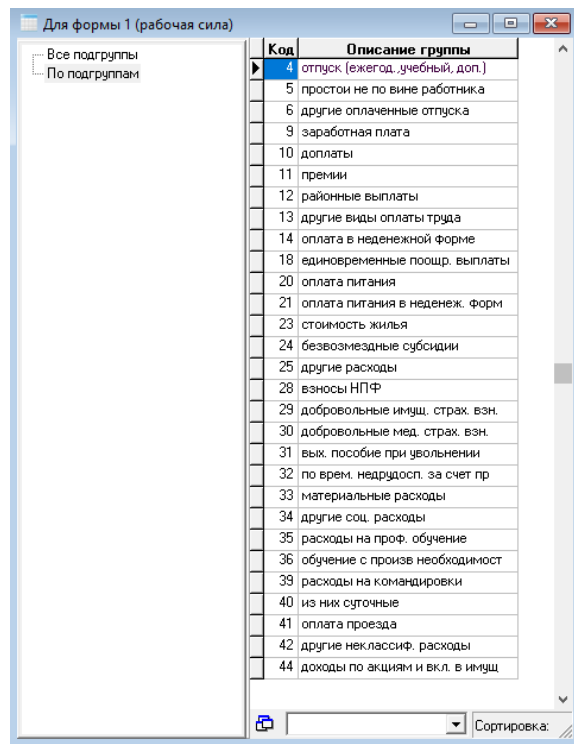 Для формы 1 (рабочая сила)
Все подгруппы
По подгруппам
Код Описание группы
4 отпуск (ежегод.,учебный, доп.)
5 простои не по вине работника
6 другие оплаченные отпуска
9 заработная плата
10 доплаты
11 премии
12 районные выплаты
13 другие виды оплаты труда
14 оплата в неденежной форме
18 единовременные поощр. выплаты
20 оплата питания
21 оплата питания в неденеж. форм
23 стоимость жилья
24 безвозмездные субсидии
25 другие расходы
28 взносы НПФ
29 добровольные имущ. страх. взн.
30 добровольные мед. страх. взн.
31 вых. пособие при увольнении
32 по врем. недрудосп. за счет пр
33 материальные расходы
34 другие соц. расходы
35 расходы на проф. обучение
36 обучение с произв необходимост
39 расходы на командировки
40 из них суточные
41 оплата проезда
42 другие неклассиф. расходы
44 доходы по акциям и вкл. в имущ
Сортировка: